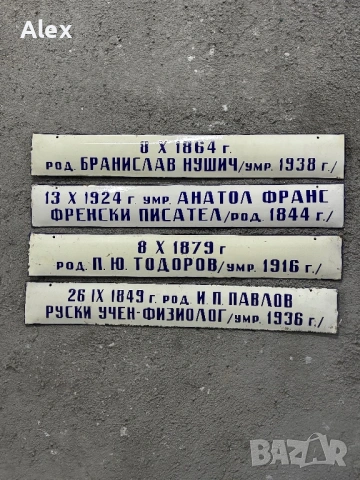 Alex
8 X 1864 г.
род. БРАНИСЛАВ НУШИЧ /умр. 1938 г./
13 X 1924 г. умр. АНАТОЛ ФРАНС
ФРЕНСКИ ПИСАТЕЛ /род. 1844 г./
8 X 1879 г
род. П. Ю. ТОДОРОВ /умр. 1916 г./
26 IX 1849 г. род. И П. ПАВЛОВ
РУСКИ УЧЕН-ФИЗИОЛОГ /умр. 1936 г./
BAZAR